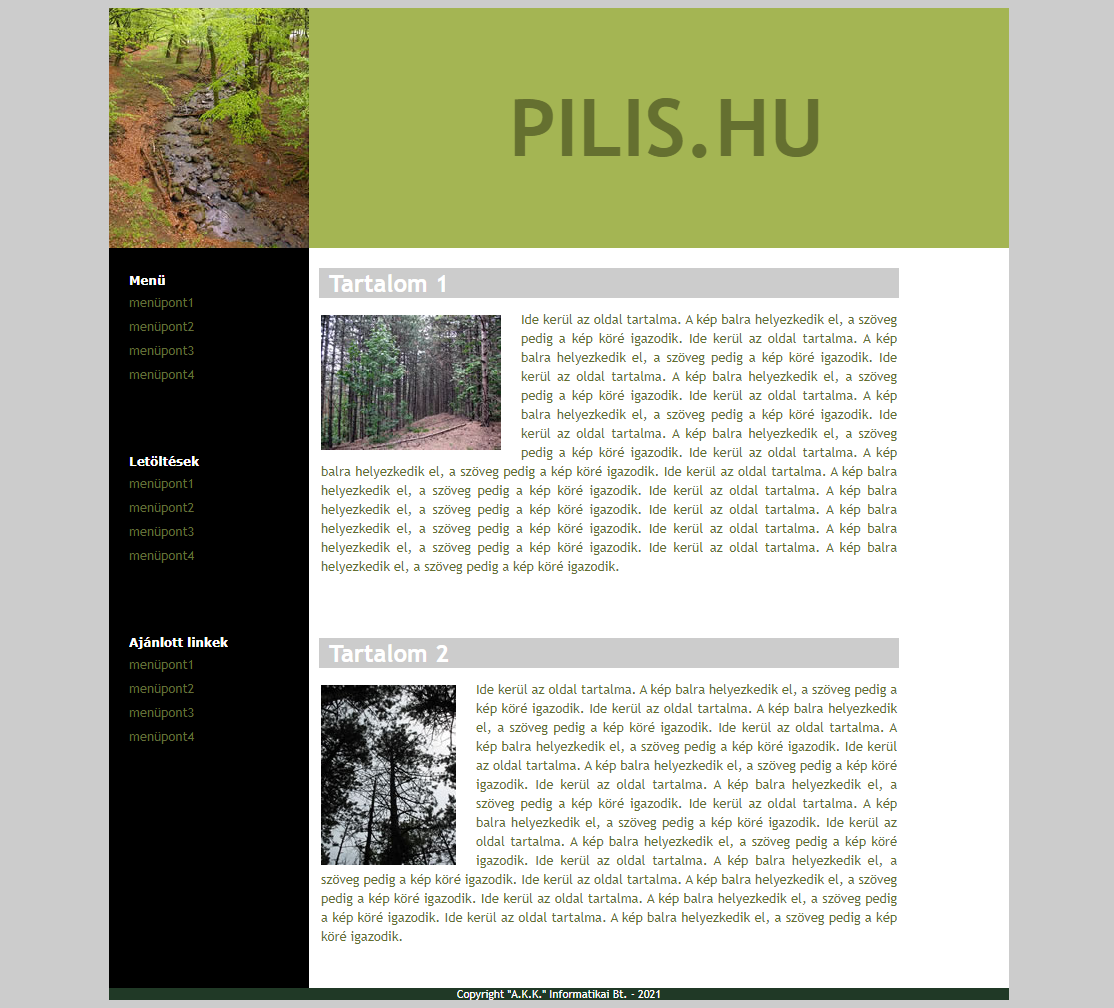 PILIS.HU
Menü
menüpont1
menüpont2
menüpont3
menüpont4
Letöltések
menüpont1
menüpont2
menüpont3
menüpont4
Ajánlott linkek
menüpont1
menüpont2
menüpont3
menüpont4
Tartalom 1
Ide kerül az oldal tartalma. A kép balra helyezkedik el, a szöveg
pedig a kép köré igazodik. Ide kerül az oldal tartalma. A kép
balra helyezkedik el, a szöveg pedig a kép köré igazodik. Ide
kerül az oldal tartalma. A kép balra helyezkedik el, a szöveg
pedig a kép köré igazodik. Ide kerül az oldal tartalma. A kép
balra helyezkedik el, a szöveg pedig a kép köré igazodik. Ide
kerül az oldal tartalma. A kép balra helyezkedik el, a szöveg
pedig a kép köré igazodik. Ide kerül az oldal tartalma. A kép
balra helyezkedik el, a szöveg pedig a kép köré igazodik. Ide kerül az oldal tartalma. A kép balra
helyezkedik el, a szöveg pedig a kép köré igazodik. Ide kerül az oldal tartalma. A kép balra
helyezkedik el, a szöveg pedig a kép köré igazodik. Ide kerül az oldal tartalma. A kép balra
helyezkedik el, a szöveg pedig a kép köré igazodik. Ide kerül az oldal tartalma. A kép balra
helyezkedik el, a szöveg pedig a kép köré igazodik. Ide kerül az oldal tartalma. A kép balra
helyezkedik el, a szöveg pedig a kép köré igazodik.
Tartalom 2
Ide kerül az oldal tartalma. A kép balra helyezkedik el, a szöveg pedig a
kép köré igazodik. Ide kerül az oldal tartalma. A kép balra helyezkedik
el, a szöveg pedig a kép köré igazodik. Ide kerül az oldal tartalma. A
kép balra helyezkedik el, a szöveg pedig a kép köré igazodik. Ide kerül
az oldal tartalma. A kép balra helyezkedik el, a szöveg pedig a kép köré
igazodik. Ide kerül az oldal tartalma. A kép balra helyezkedik el, a
szöveg pedig a kép köré igazodik. Ide kerül az oldal tartalma. A kép
balra helyezkedik el, a szöveg pedig a kép köré igazodik. Ide kerül az
oldal tartalma. A kép balra helyezkedik el, a szöveg pedig a kép köré
igazodik. Ide kerül az oldal tartalma. A kép balra helyezkedik el, a
szöveg pedig a kép köré igazodik. Ide kerül az oldal tartalma. A kép balra helyezkedik el, a szöveg
pedig a kép köré igazodik. Ide kerül az oldal tartalma. A kép balra helyezkedik el, a szöveg pedig
a kép köré igazodik. Ide kerül az oldal tartalma. A kép balra helyezkedik el, a szöveg pedig a kép
köré igazodik.
Copyright "A.K.K." Informatikai Bt. - 2021